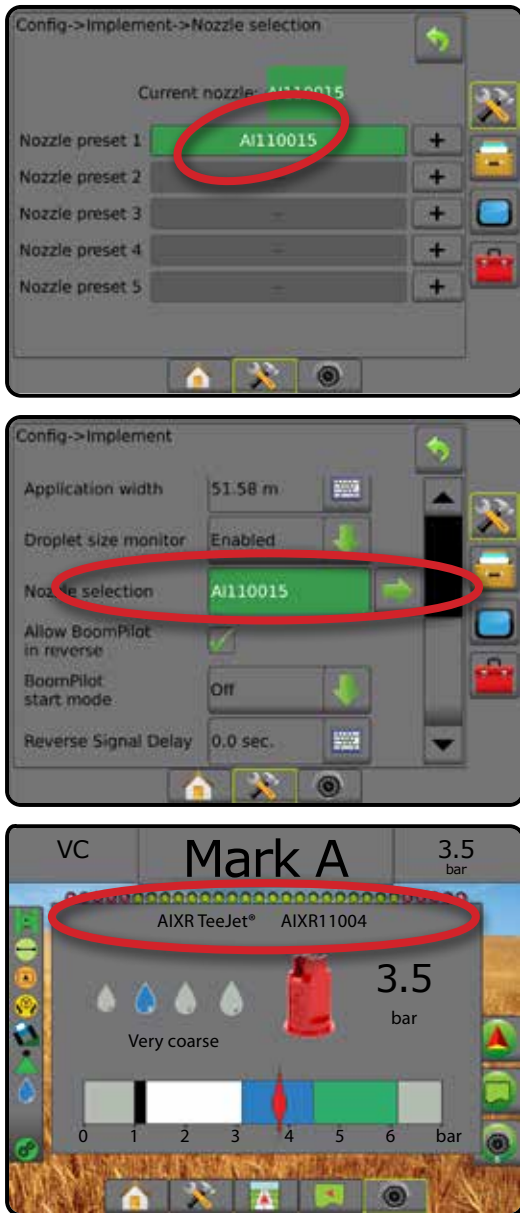 Config->Implement->Nozzle selection
Current nozzle: AI110015
Nozzle preset 1 AI110015 +
Nozzle preset 2 - +
Nozzle preset 3 - +
Nozzle preset 4 - +
Nozzle preset 5 - +
Config->Implement
Application width 51.58 m
Droplet size monitor Enabled
Nozzle selection AI110015
Allow BoomPilot
in reverse
BoomPilot
start mode Off
Reverse Signal Delay 0.0 sec.
VC Mark A 3.5
bar
AIXR TeeJet® AIXR11004
3.5
bar
Very coarse
0 1 2 3 4 5 6 bar